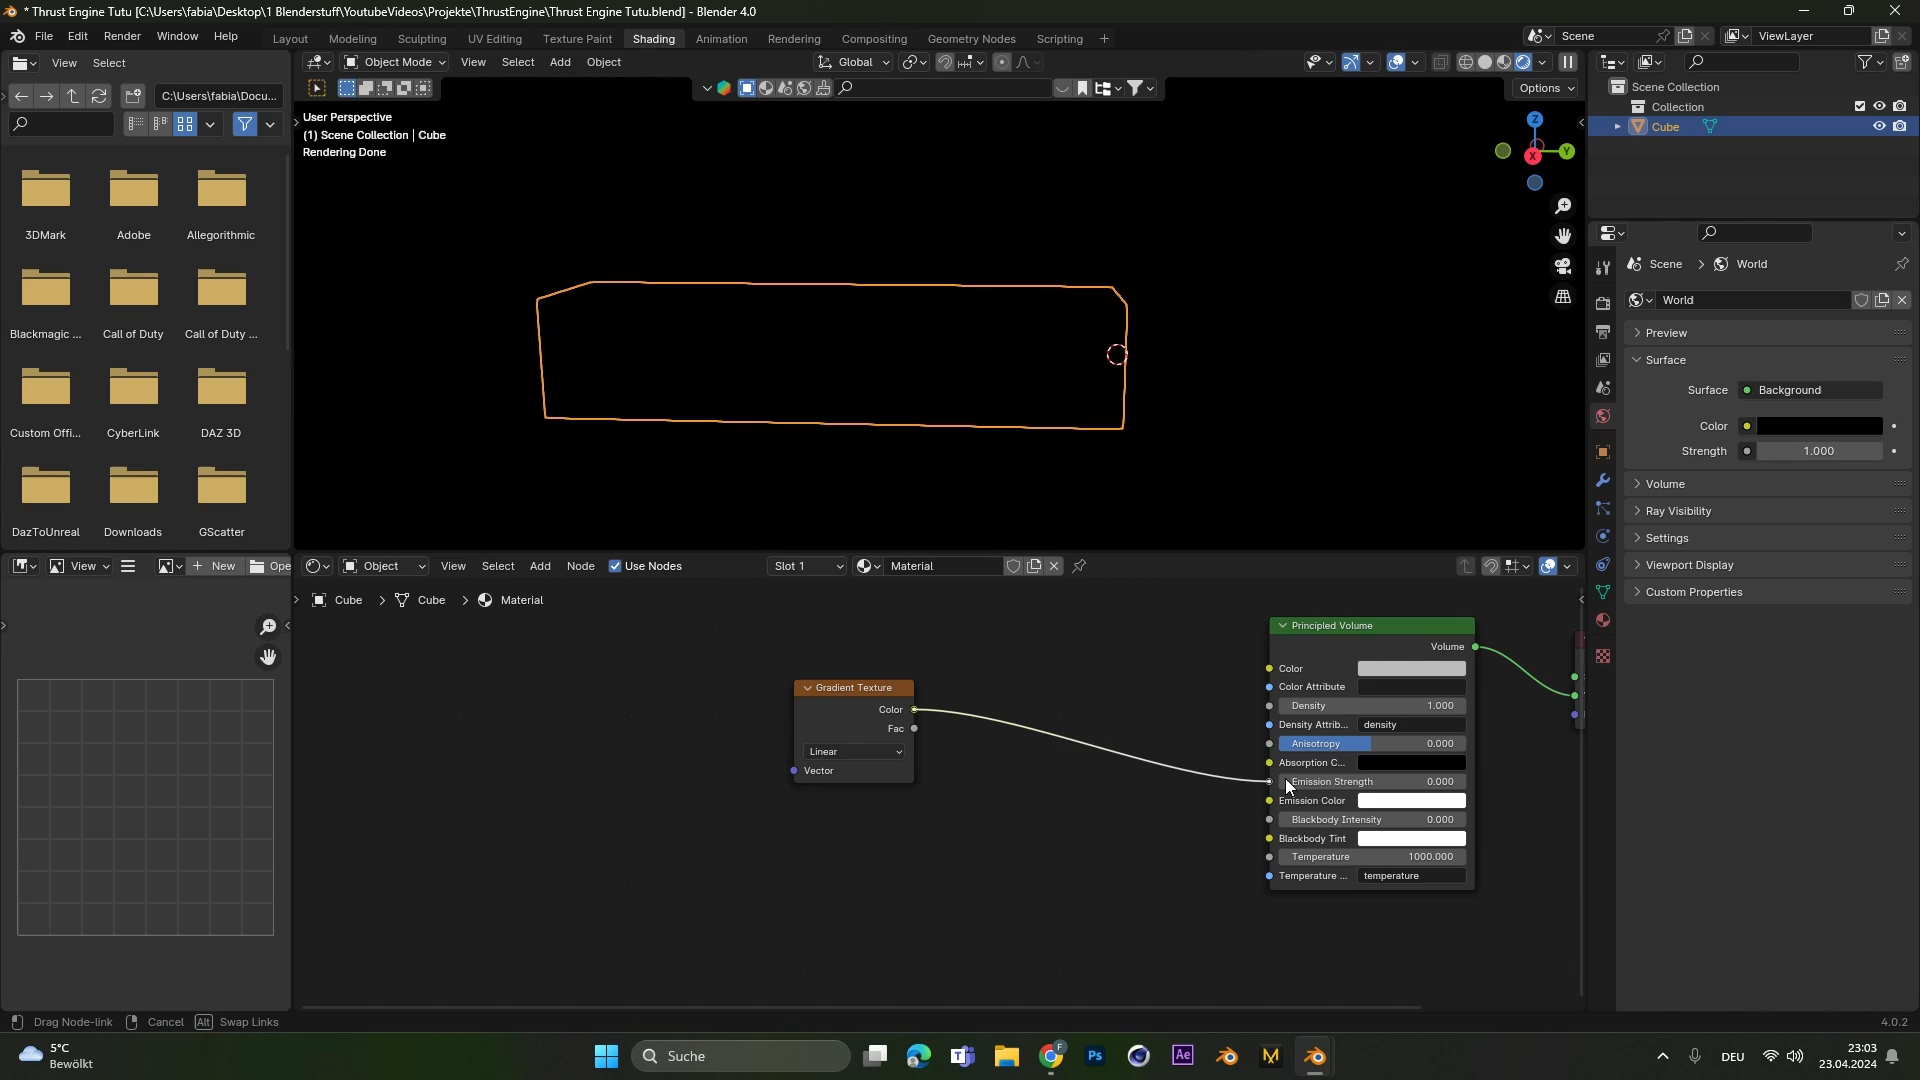 * Thrust Engine Tutu [C:\Users\fabia\Desktop\1 Blenderstuff\YoutubeVideos\Projekte\ThrustEngine\Thrust Engine Tutu.blend] - Blender 4.0
File Edit Render Window Help Layout Modeling Sculpting UV Editing Texture Paint Shading Animation Rendering Compositing Geometry Nodes Scripting + Scene ViewLayer
View Select Object Mode View Select Add Object Global
C:\Users\fabia\Docu... Options
Scene Collection
Collection
Cube
User Perspective
(1) Scene Collection | Cube
Rendering Done
Z
Y
X
3DMark Adobe Allegorithmic
Blackmagic ... Call of Duty Call of Duty ...
Custom Offi... CyberLink DAZ 3D
DazToUnreal Downloads GScatter
Scene > World
World
Preview
Surface
Surface Background
Color
Strength 1.000
Volume
Ray Visibility
Settings
Viewport Display
Custom Properties
View + New Ope Object View Select Add Node Use Nodes Slot 1 Material
Cube > Cube > Material
Gradient Texture
Color
Fac
Linear
Vector
Principled Volume
Volume
Color
Color Attribute
Density 1.000
Density Attrib... density
Anisotropy 0.000
Absorption C...
Emission Strength 0.000
Emission Color
Blackbody Intensity 0.000
Blackbody Tint
Temperature 1000.000
Temperature ... temperature
Drag Node-link Cancel Alt Swap Links 4.0.2
5°C
Bewölkt
Suche
F
Ps
Ae
M
DEU
23:03
23.04.2024